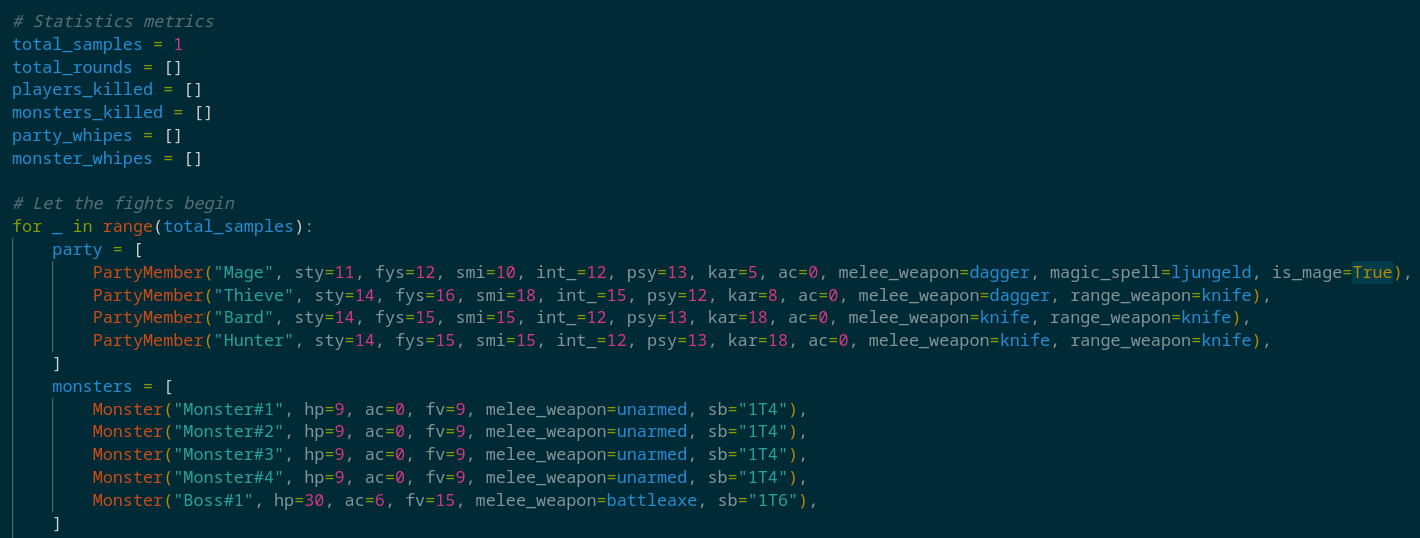 # Statistics metrics
total_samples = 1
total_rounds = []
players_killed = []
monsters_killed = []
party_whipes = []
monster_whipes = []
# Let the fights begin
for _ in range(total_samples):
party = [
PartyMember("Mage", sty=11, fys=12, smi=10, int_=12, psy=13, kar=5, ac=0, melee_weapon=dagger, magic_spell=ljungeld, is_mage=True),
PartyMember("Thieve", sty=14, fys=16, smi=18, int_=15, psy=12, kar=8, ac=0, melee_weapon=dagger, range_weapon=knife),
PartyMember("Bard", sty=14, fys=15, smi=15, int_=12, psy=13, kar=18, ac=0, melee_weapon=knife, range_weapon=knife),
PartyMember("Hunter", sty=14, fys=15, smi=15, int_=12, psy=13, kar=18, ac=0, melee_weapon=knife, range_weapon=knife),
]
monsters = [
Monster("Monster#1", hp=9, ac=0, fv=9, melee_weapon=unarmed, sb="1T4"),
Monster("Monster#2", hp=9, ac=0, fv=9, melee_weapon=unarmed, sb="1T4"),
Monster("Monster#3", hp=9, ac=0, fv=9, melee_weapon=unarmed, sb="1T4"),
Monster("Monster#4", hp=9, ac=0, fv=9, melee_weapon=unarmed, sb="1T4"),
Monster("Boss#1", hp=30, ac=6, fv=15, melee_weapon=battleaxe, sb="1T6"),
]